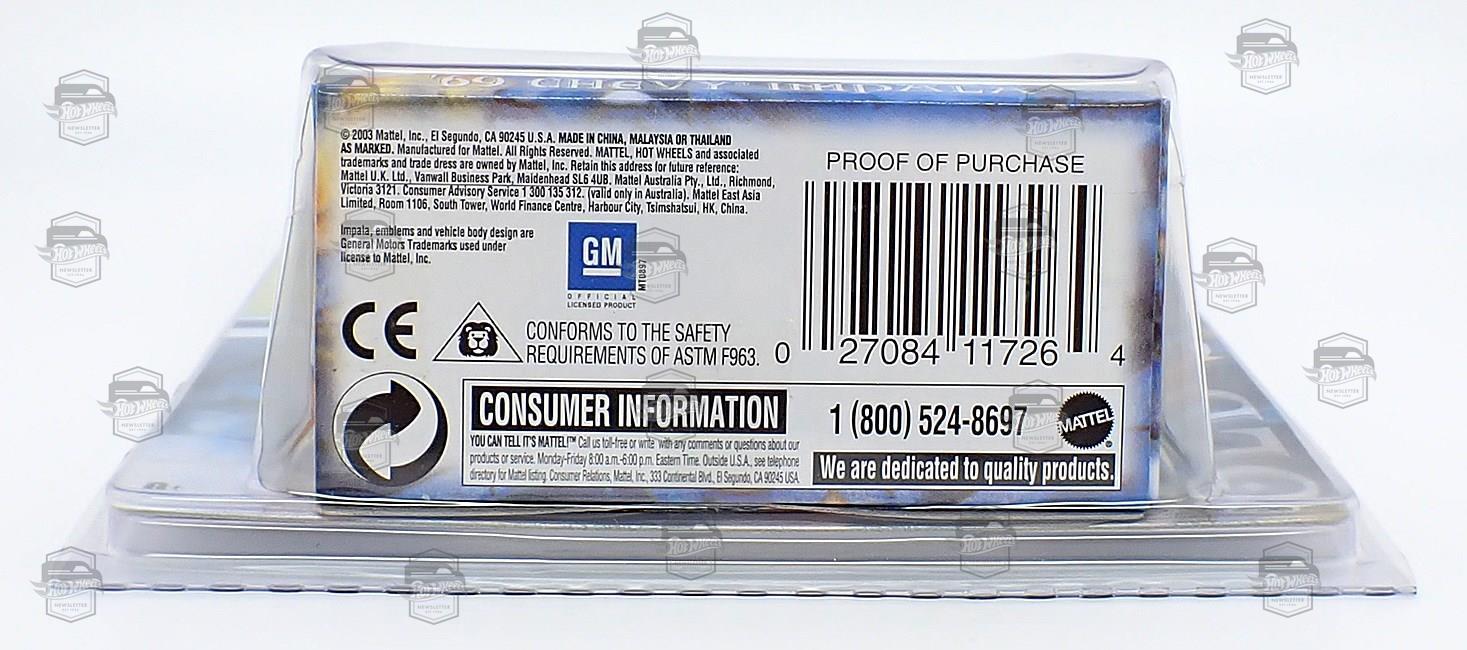 '69 CHEVY IMPALA
© 2003 Mattel, Inc., El Segundo, CA 90245 U.S.A. MADE IN CHINA, MALAYSIA OR THAILAND
AS MARKED. Manufactured for Mattel. All Rights Reserved. MATTEL, HOT WHEELS and associated
trademarks and trade dress are owned by Mattel, Inc. Retain this address for future reference:
Mattel U.K. Ltd., Vanwall Business Park, Maidenhead SL6 4UB. Mattel Australia Pty., Ltd., Richmond,
Victoria 3121. Consumer Advisory Service 1 300 135 312. (valid only in Australia). Mattel East Asia
Limited, Room 1106, South Tower, World Finance Centre, Harbour City, Tsimshatsui, HK, China.
Impala, emblems and vehicle body design are
General Motors Trademarks used under
license to Mattel, Inc.
GM
MT0897
OFFICIAL
LICENSED PRODUCT
CE
CONFORMS TO THE SAFETY
REQUIREMENTS OF ASTM F963.
PROOF OF PURCHASE
0 27084 11726 4
CONSUMER INFORMATION
YOU CAN TELL IT'S MATTEL!™ Call us toll-free or write with any comments or questions about our
products or service. Monday-Friday 8:00 a.m.-6:00 p.m. Eastern Time. Outside U.S.A., see telephone
directory for Mattel listing. Consumer Relations, Mattel, Inc., 333 Continental Blvd., El Segundo, CA 90245 USA.
1 (800) 524-8697
MATTEL
®
We are dedicated to quality products.
HOT WHEELS
NEWSLETTER